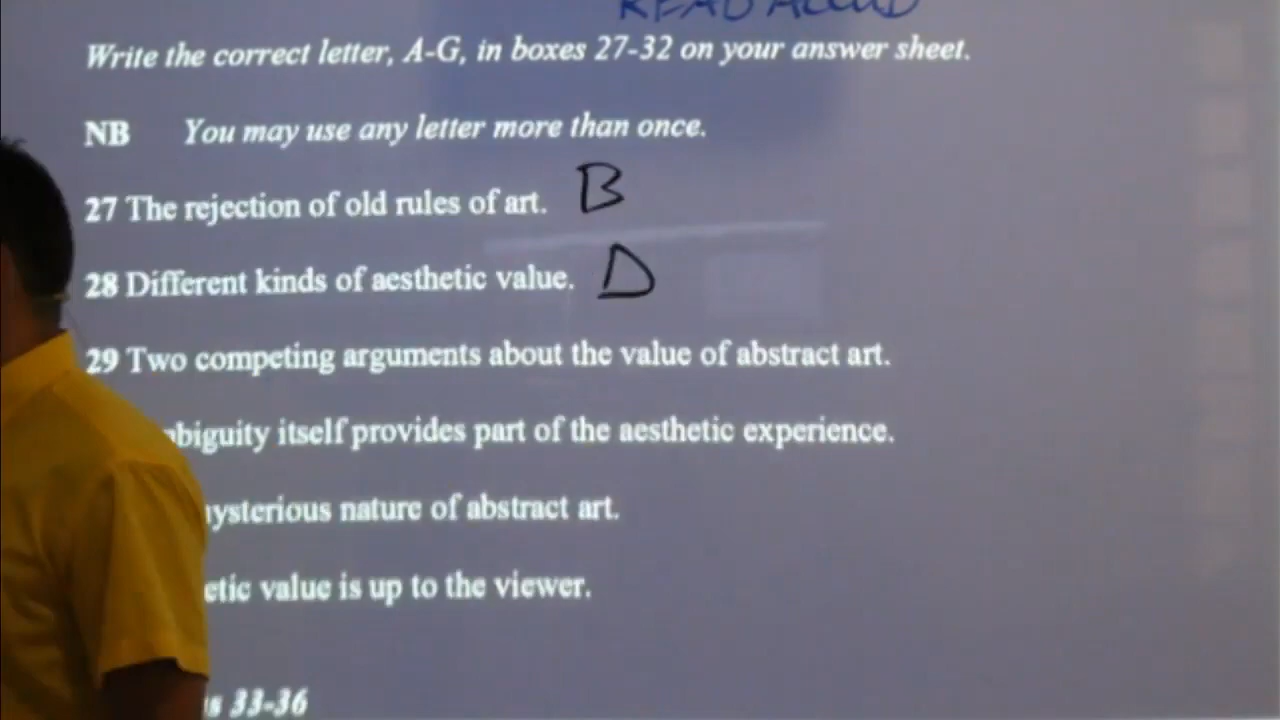 READ ALOUD
Write the correct letter, A-G, in boxes 27-32 on your answer sheet.
NB You may use any letter more than once.
27 The rejection of old rules of art. B
28 Different kinds of aesthetic value. D
29 Two competing arguments about the value of abstract art.
itself provides part of the aesthetic experience.
nature of abstract art.
value is up to the viewer.
33-36